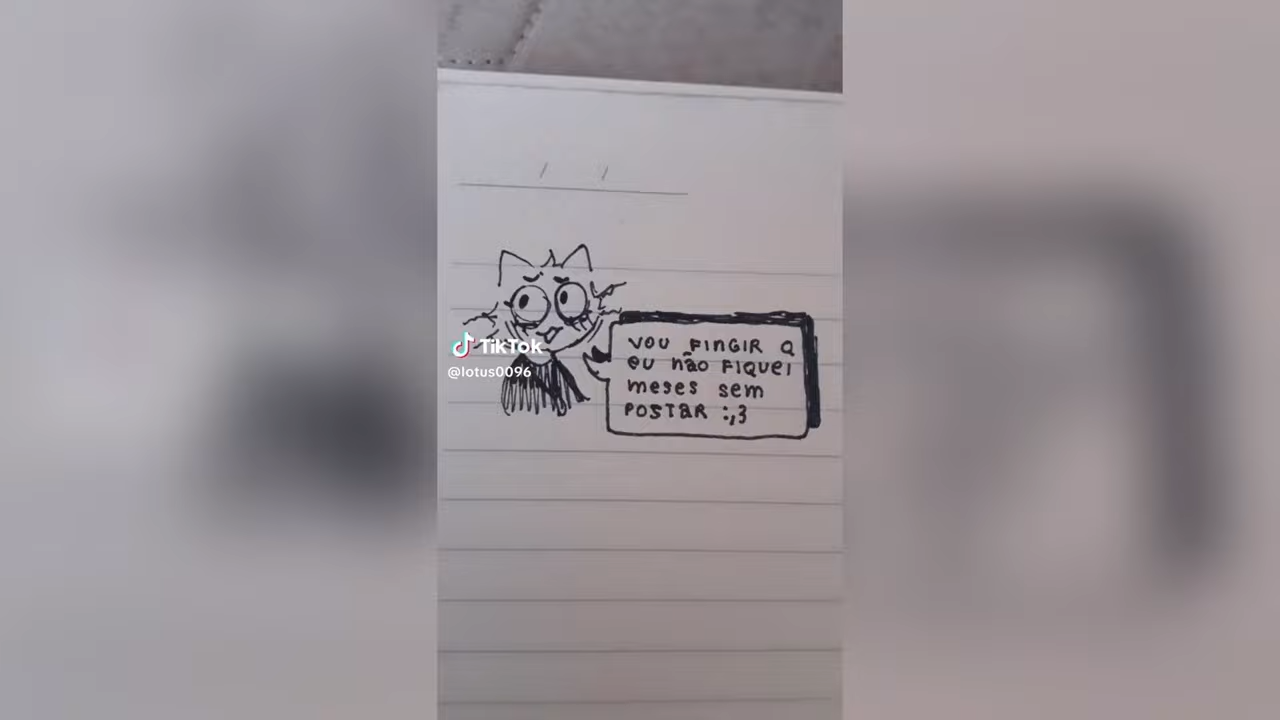 / /
TikTok
@lotus0096
VOU FINGIR Q
EU NÃO FIQUEI
MESES SEM
POSTAR :,3